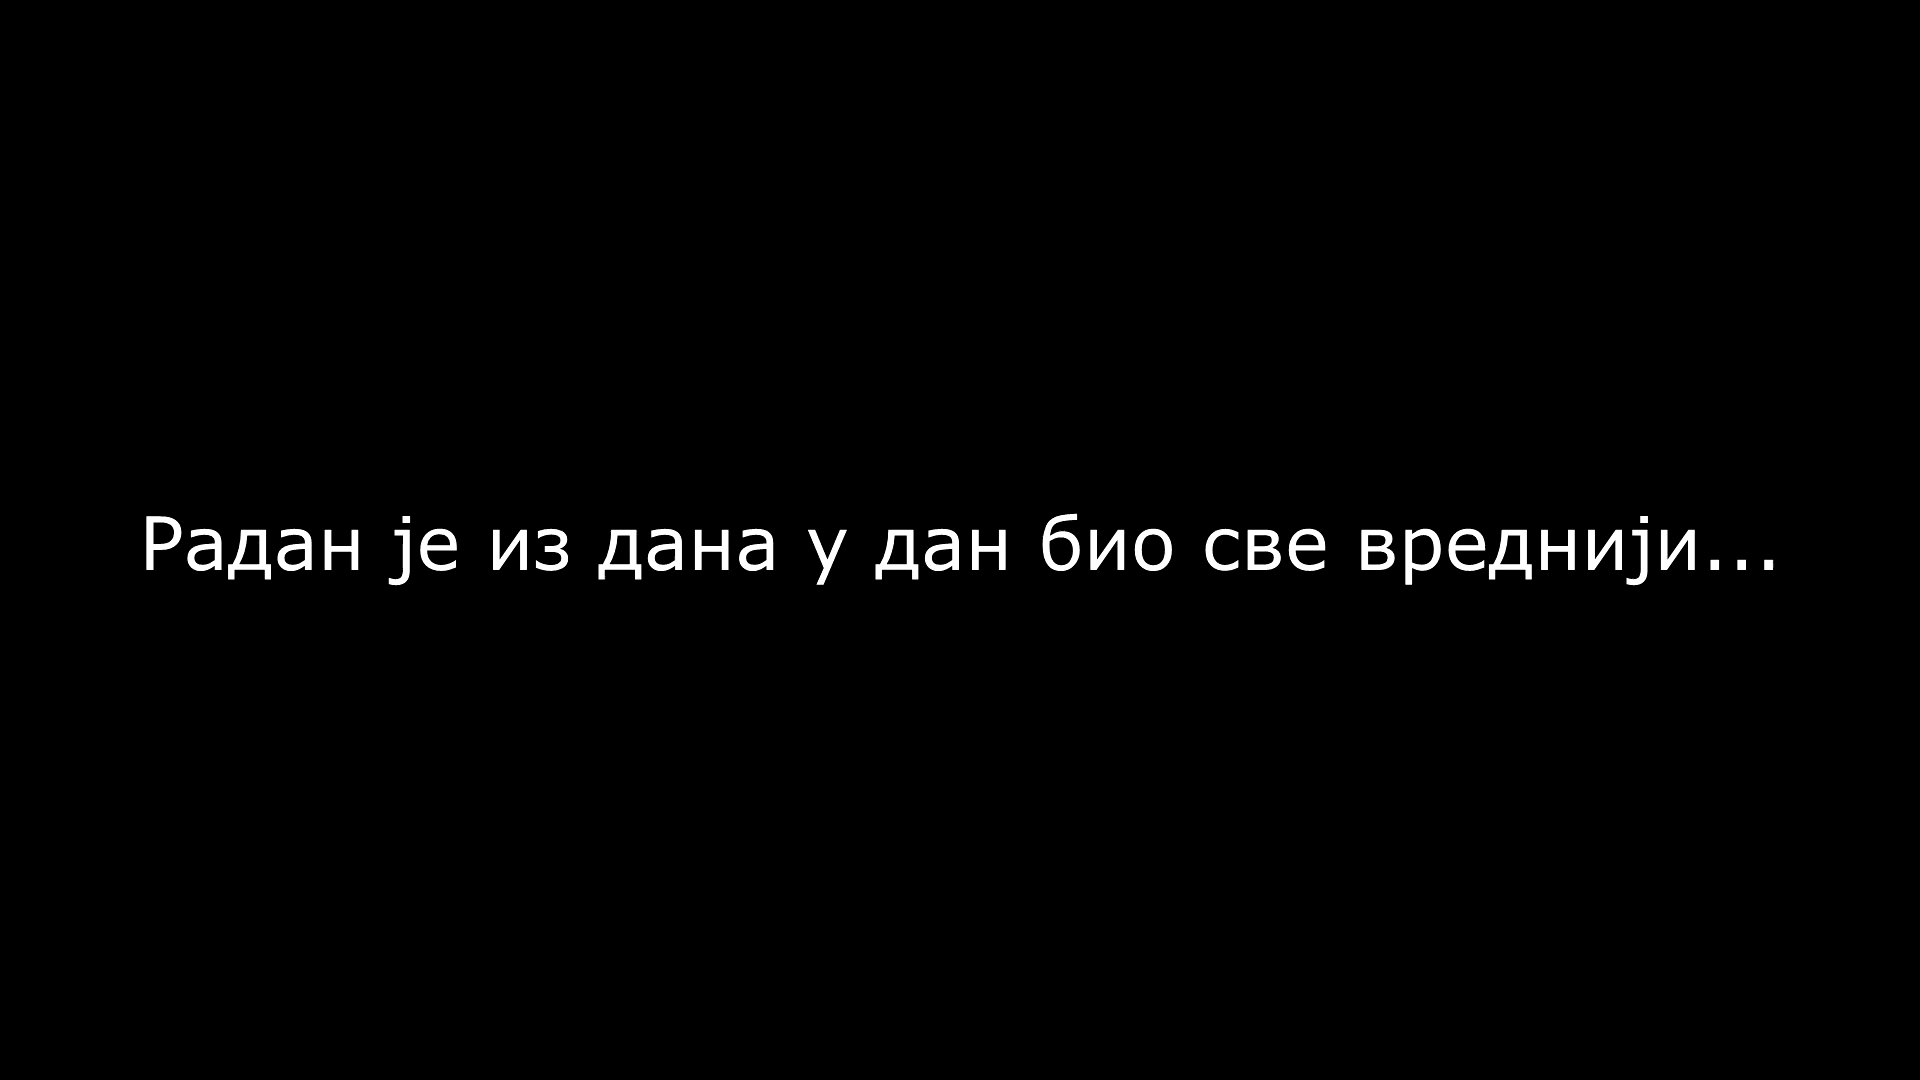 Радан је из дана у дан био све вреднији...